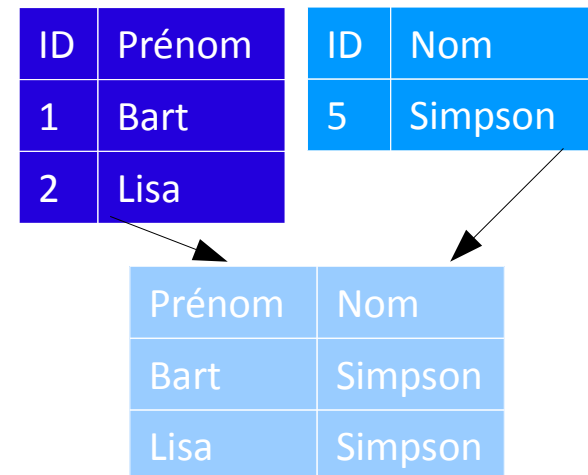 ID Prénom
1 Bart
2 Lisa
ID Nom
5 Simpson
Prénom Nom
Bart Simpson
Lisa Simpson